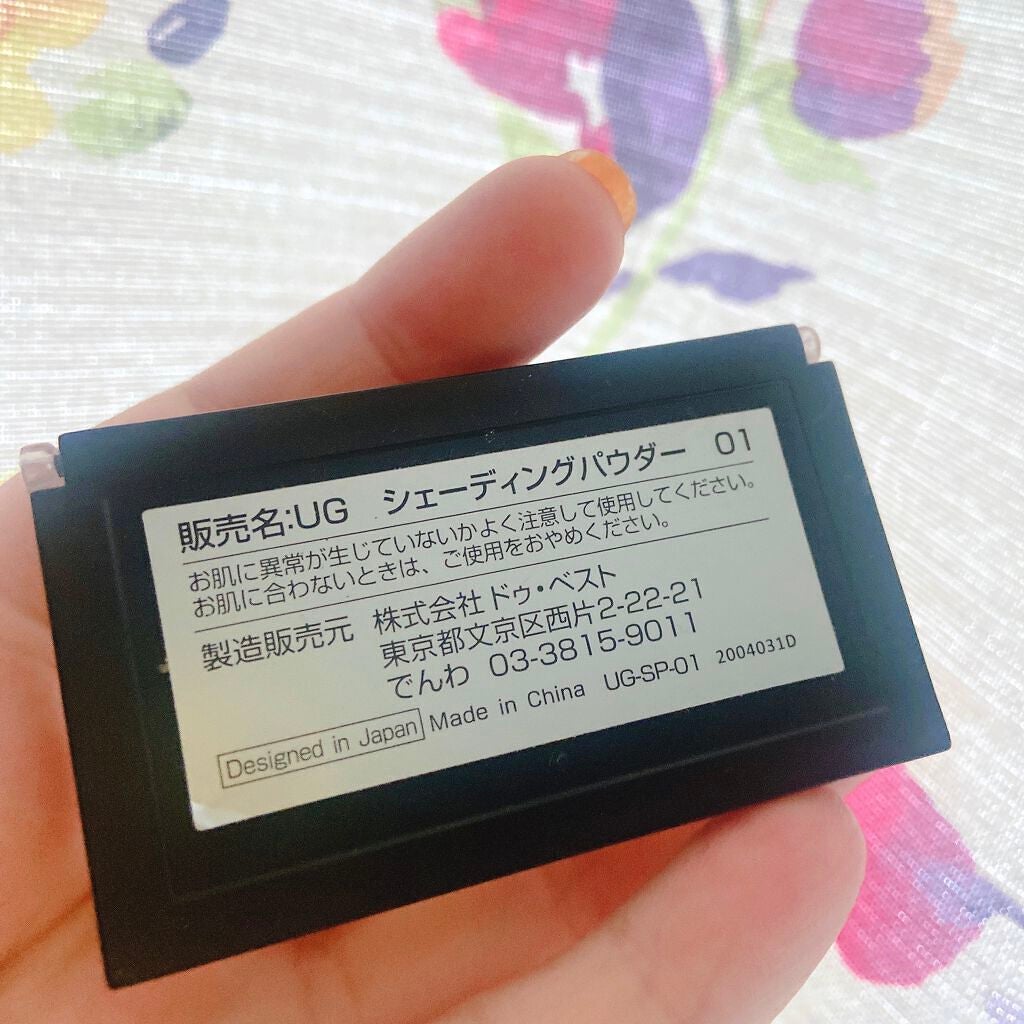 販売名:UG シェーディングパウダー 01
お肌に異常が生じていないかよく注意して使用してください。
お肌に合わないときは、ご使用をおやめください。
製造販売元 株式会社ドゥ・ベスト
東京都文京区西片2-22-21
でんわ 03-3815-9011
Designed in Japan Made in China UG-SP-01 2004031D